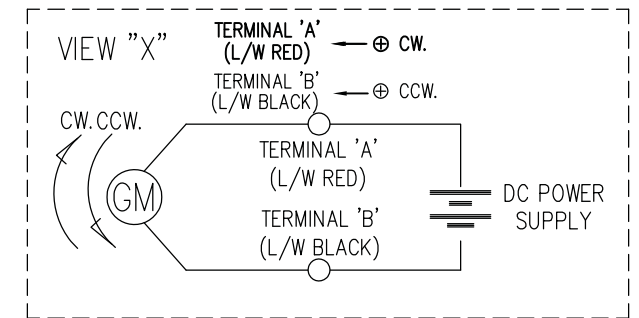 VIEW "X"
TERMINAL 'A'
(L/W RED)
⊕ CW.
TERMINAL 'B'
(L/W BLACK)
⊕ CCW.
CW. CCW.
TERMINAL 'A'
(L/W RED)
GM
DC POWER
SUPPLY
TERMINAL 'B'
(L/W BLACK)